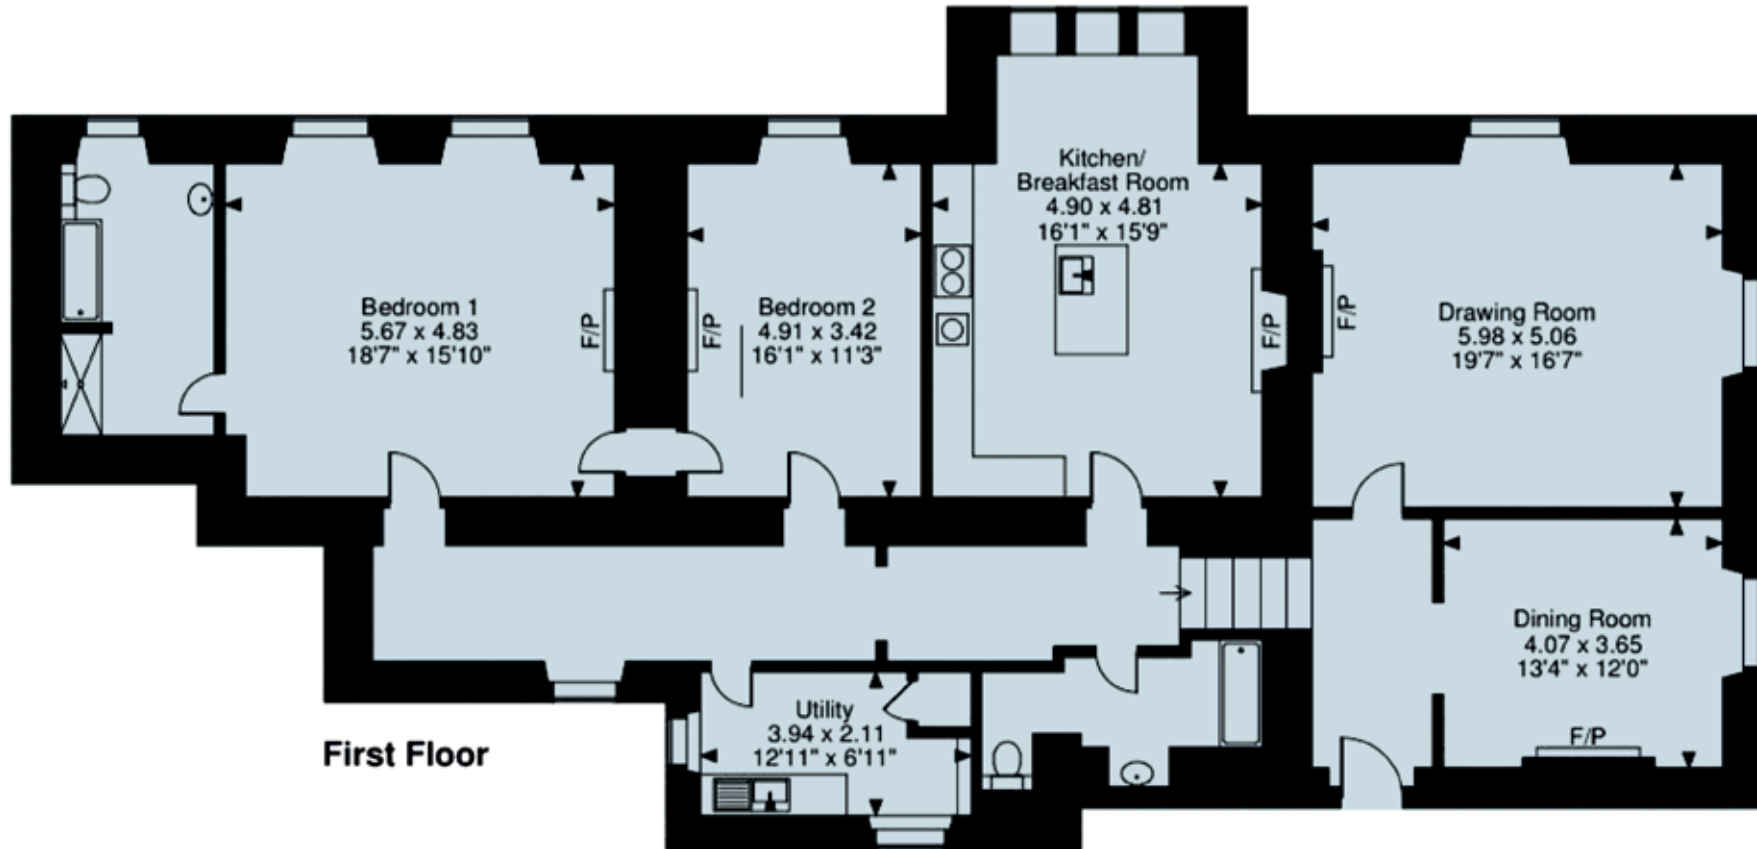 Kitchen/
Breakfast Room
4.90 x 4.81
16'1" x 15'9"
Bedroom 1
5.67 x 4.83
18'7" x 15'10"
F/P
F/P
Bedroom 2
4.91 x 3.42
16'1" x 11'3"
F/P
F/P
Drawing Room
5.98 x 5.06
19'7" x 16'7"
Dining Room
4.07 x 3.65
13'4" x 12'0"
F/P
Utility
3.94 x 2.11
12'11" x 6'11"
First Floor